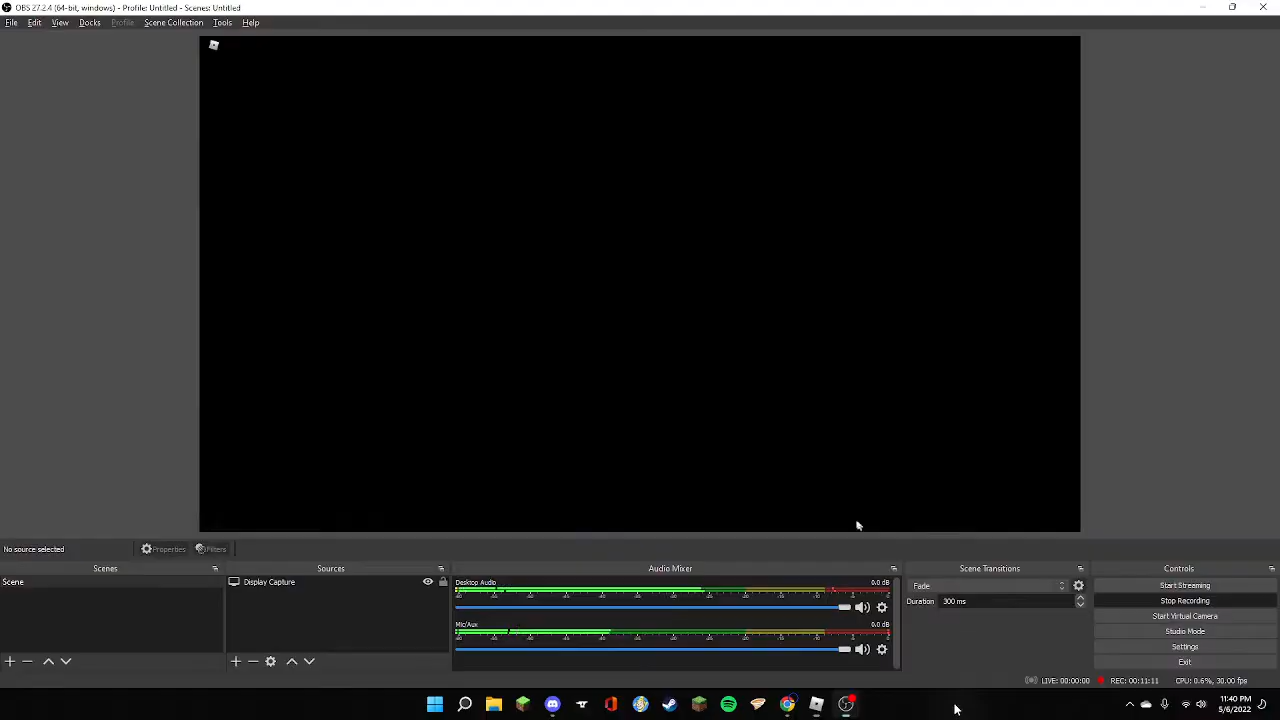 OBS 27.2.4 (64-bit, windows) - Profile: Untitled - Scenes: Untitled
File Edit View Docks Profile Scene Collection Tools Help
No source selected Properties Filters
Scenes Sources Audio Mixer Scene Transitions Controls
Scene
Display Capture
Desktop Audio 0.0 dB
Mic/Aux 0.0 dB
Fade
Duration 300 ms
Start Streaming
Stop Recording
Start Virtual Camera
Studio Mode
Settings
Exit
LIVE: 00:00:00 REC: 00:11:11 CPU: 0.6%, 30.00 fps
11:40 PM
5/6/2022